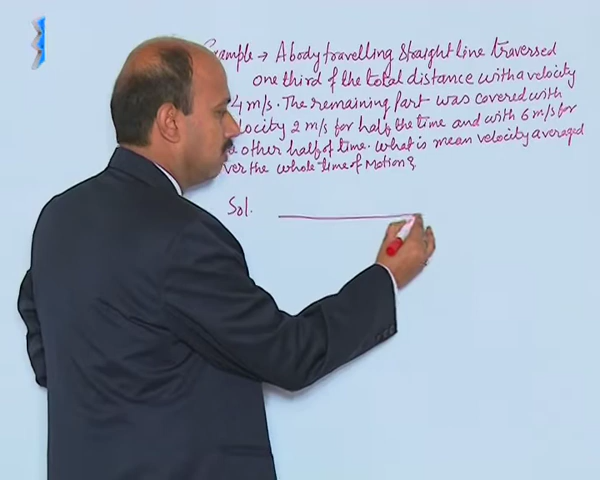 Example → A body travelling straight line traversed
one third of the total distance with a velocity
4 m/s. The remaining part was covered with
locity 2 m/s for half the time and with 6 m/s for
e other half of time. What is mean velocity averaged
ver the whole time of Motion?
Sol.